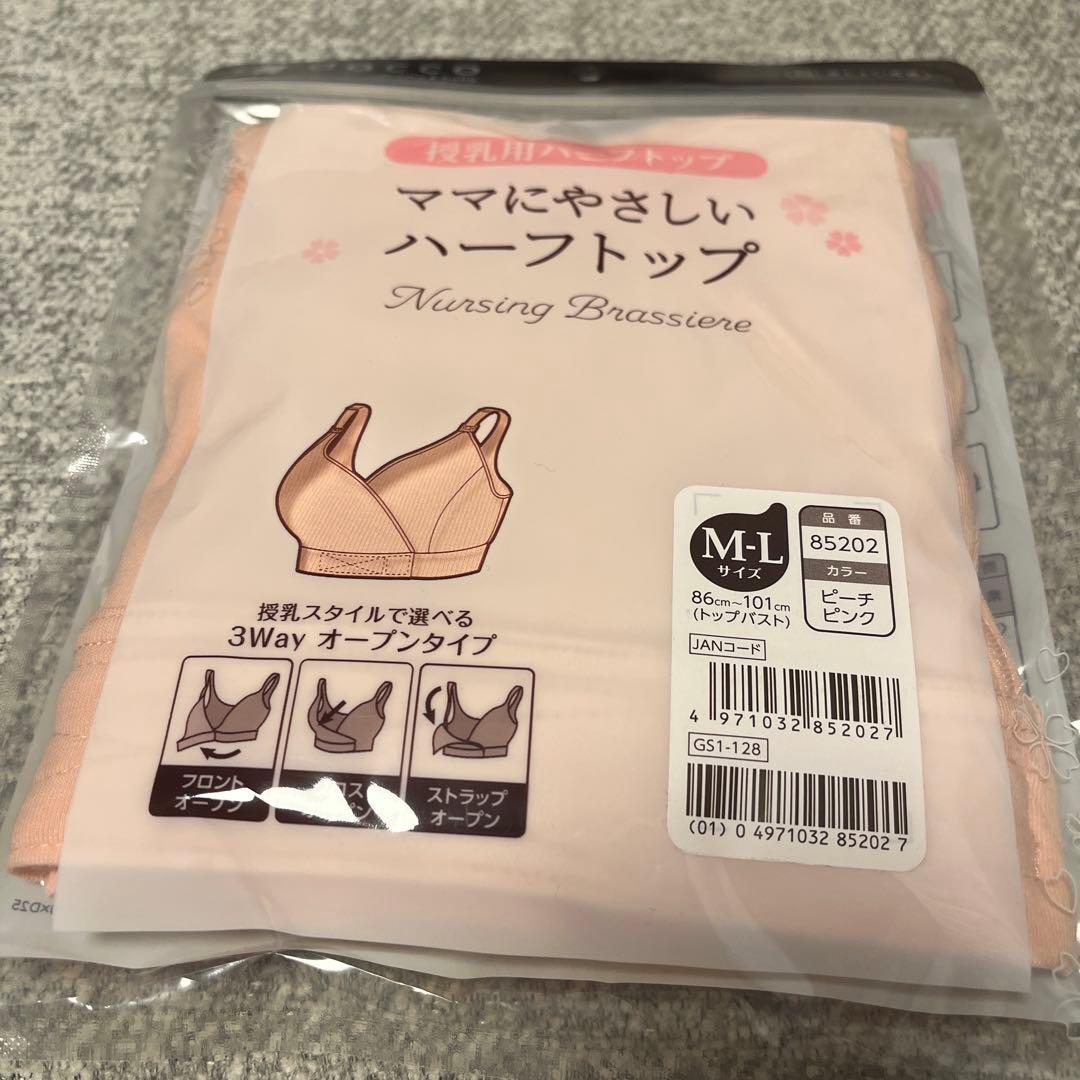 授乳用ハーフトップ
ママにやさしい
ハーフトップ
Nursing Brassiere
授乳スタイルで選べる
3Way オープンタイプ
フロント
オープン
ストラップ
オープン
M-L
サイズ
86cm~101cm
(トップバスト)
品番
85202
カラー
ピーチ
ピンク
JANコード
4 971032 852027
GS1-128
(01) 0 4971032 85202 7